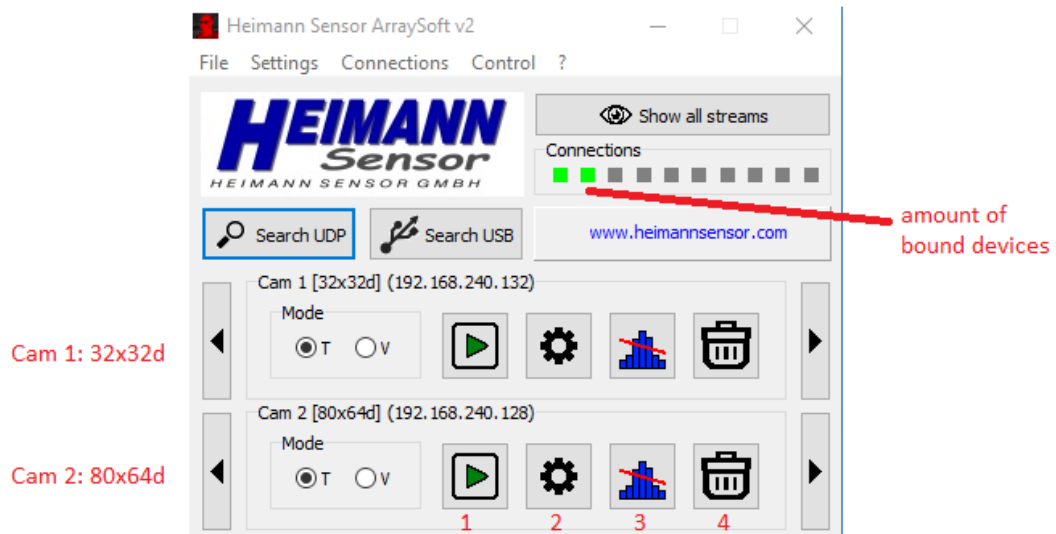 Heimann Sensor ArraySoft v2
File Settings Connections Control ?
HEIMANN
Sensor
HEIMANN SENSOR GMBH
Show all streams
Connections
amount of
bound devices
Search UDP
Search USB
www.heimannsensor.com
Cam 1 [32x32d] (192.168.240.132)
Mode
T V
Cam 1: 32x32d
Cam 2 [80x64d] (192.168.240.128)
Mode
T V
Cam 2: 80x64d
1 2 3 4